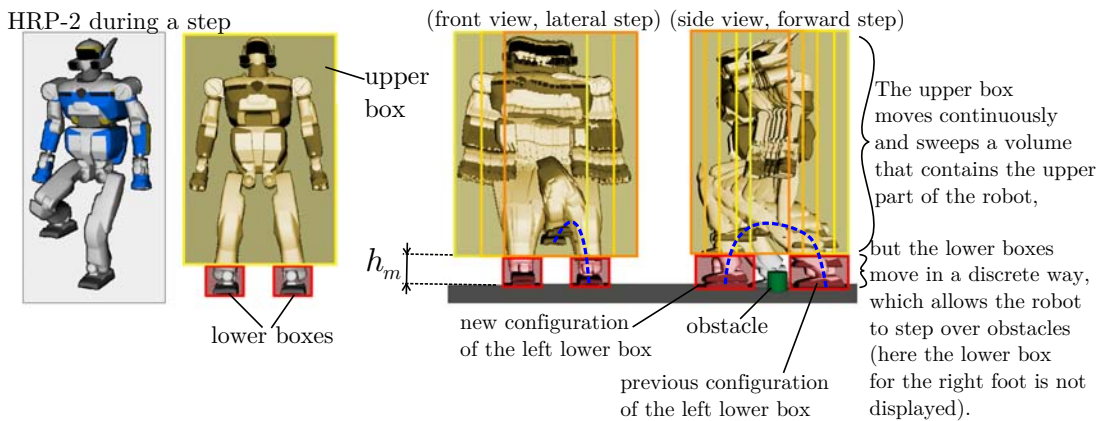 HRP-2 during a step
(front view, lateral step)
(side view, forward step)
upper
box
The upper box
moves continuously
and sweeps a volume
that contains the upper
part of the robot,
but the lower boxes
move in a discrete way,
which allows the robot
to step over obstacles
(here the lower box
for the right foot is not
displayed).
h_m
lower boxes
new configuration
of the left lower box
obstacle
previous configuration
of the left lower box